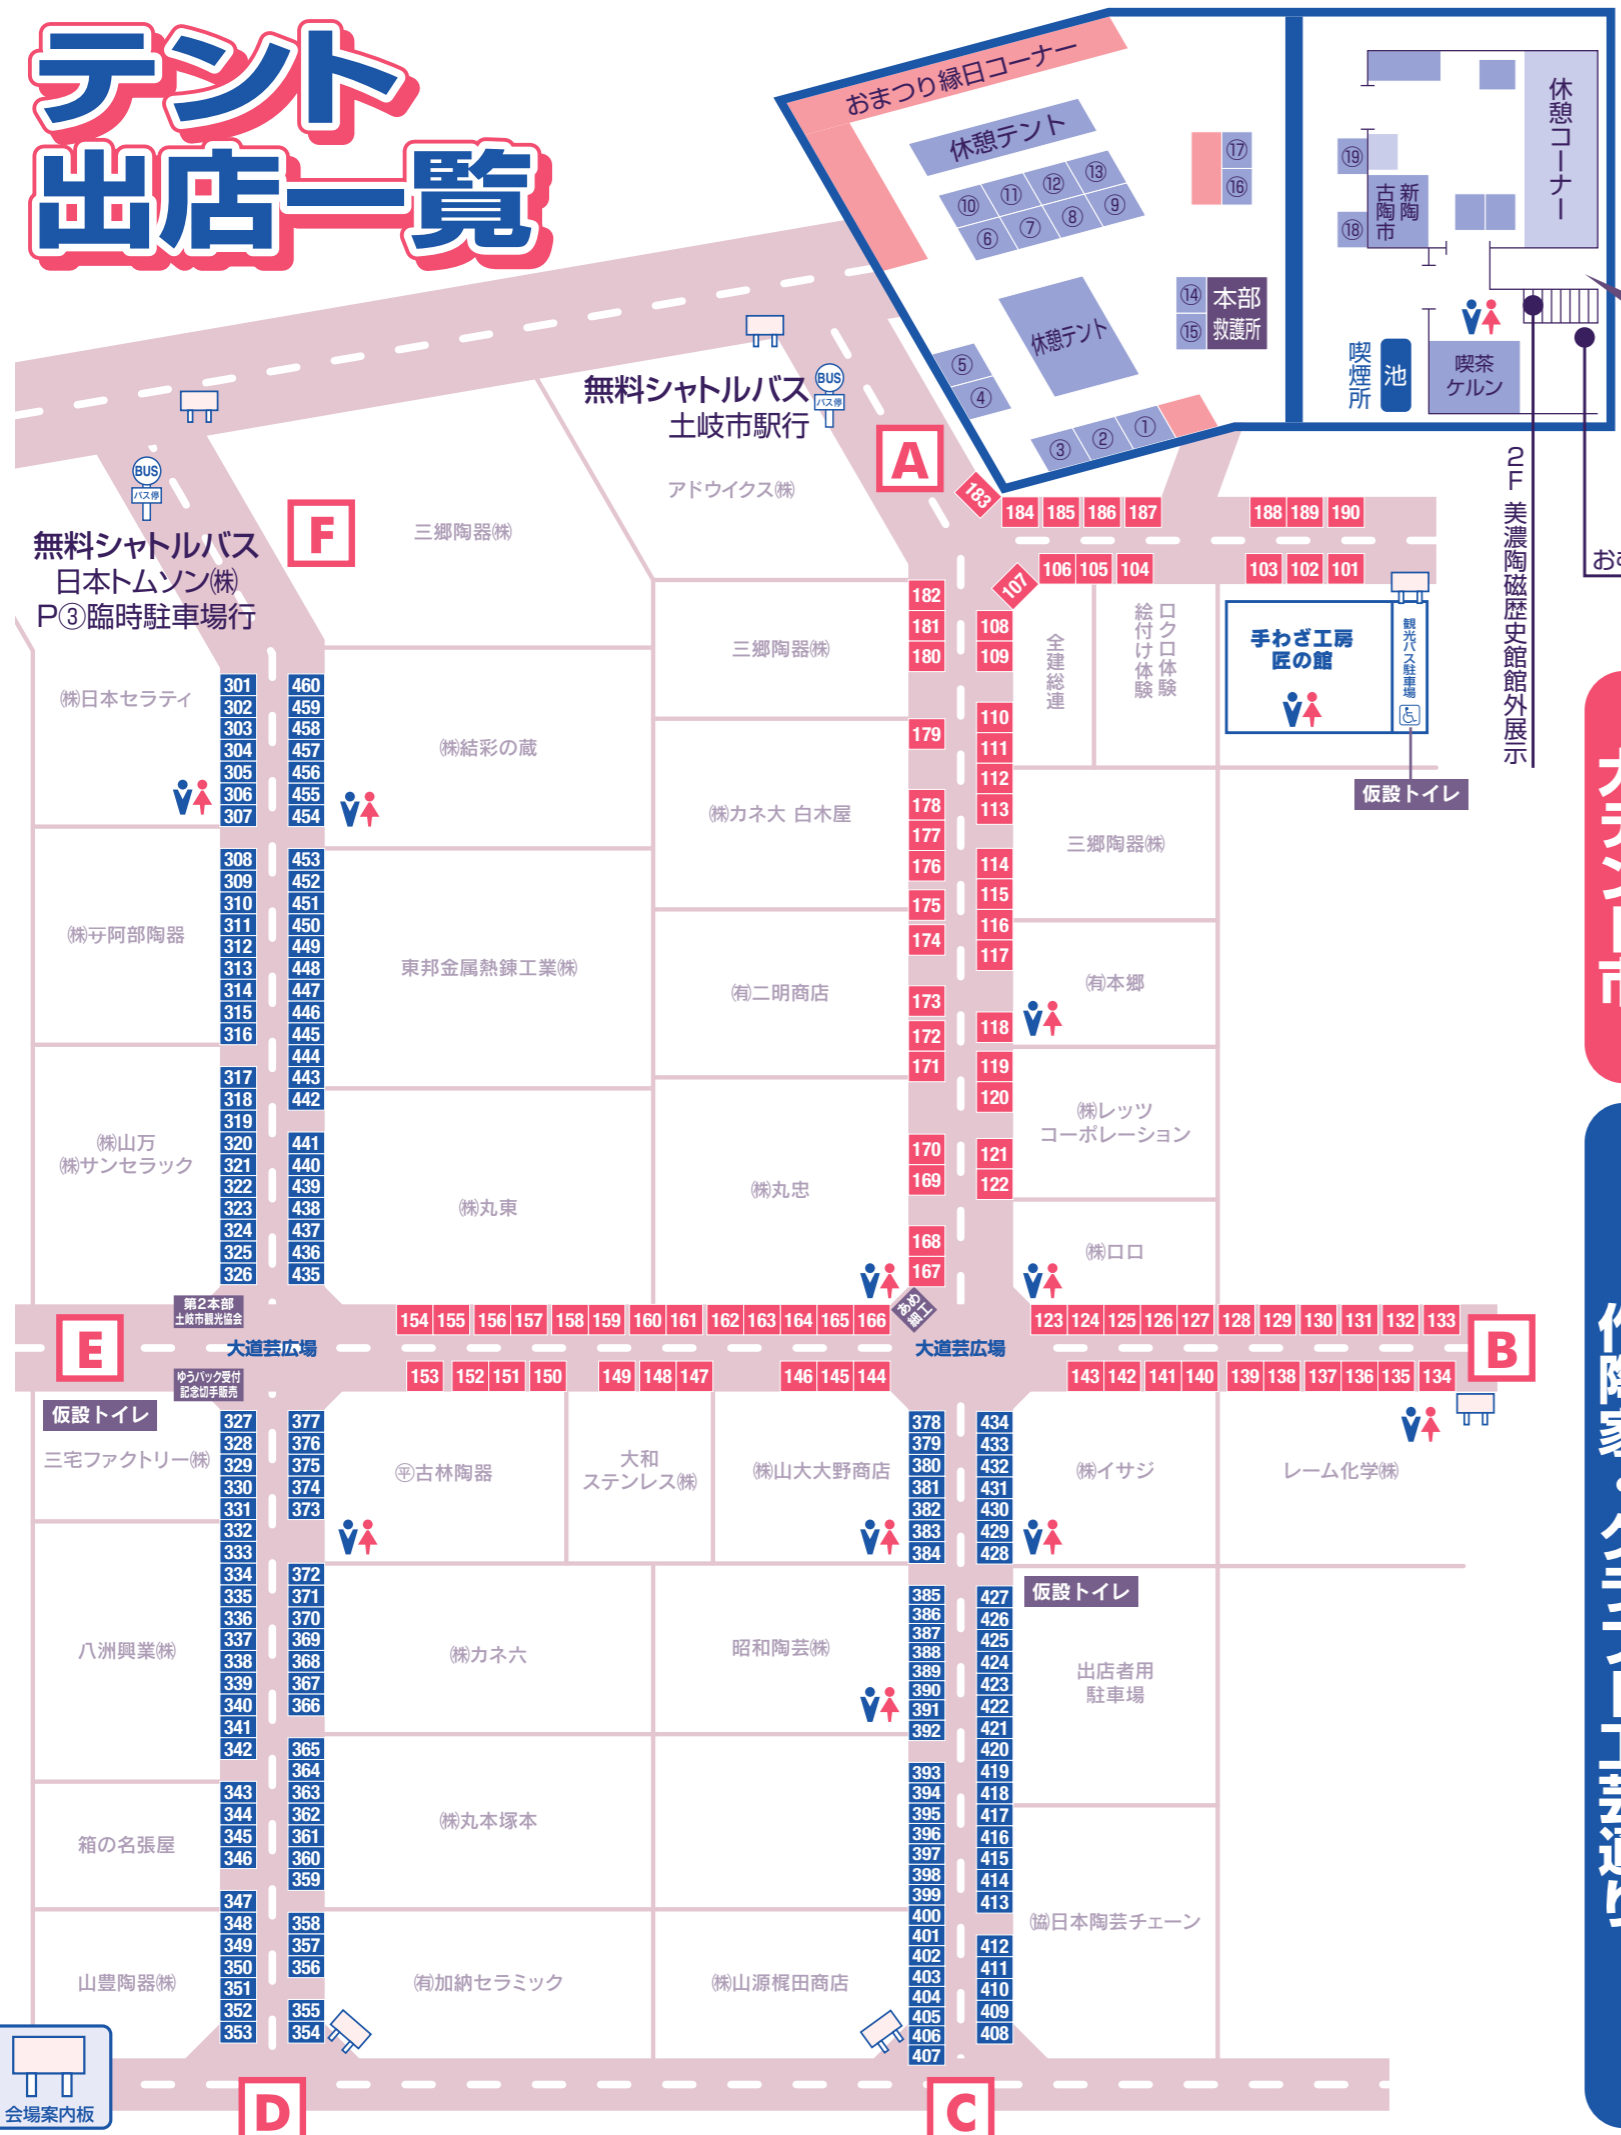 テント
出店一覧
おまつり縁日コーナー
休憩テント
⑩ ⑪ ⑫ ⑬
⑥ ⑦ ⑧ ⑨
⑰
⑯
休憩テント
⑭
⑮
本部
救護所
⑤
④
③ ② ①
休憩コーナー
⑲
⑱
新陶
古陶市
喫煙所
池
喫茶
ケルン
2F 美濃陶磁歴史館館外展示
無料シャトルバス
土岐市駅行
BUS
バス停
無料シャトルバス
日本トムソン㈱
P③臨時駐車場行
BUS
バス停
A
F
アドウイクス㈱
三郷陶器㈱
183
184 185 186 187
188 189 190
107
106 105 104
103 102 101
全建総連
ロクロ体験
絵付け体験
手わざ工房
匠の館
観光バス駐車場
仮設トイレ
182
181
180
179
178
177
176
175
174
173
172
171
170
169
168
167
108
109
110
111
112
113
114
115
116
117
118
119
120
121
122
三郷陶器㈱
㈱カネ大 白木屋
㈲二明商店
㈱丸忠
三郷陶器㈱
㈲本郷
㈱レッツ
コーポレーション
㈱ロロ
㈱日本セラティ
㈱㋚阿部陶器
㈱山万
㈱サンセラック
㈱結彩の蔵
東邦金属熱錬工業㈱
㈱丸東
301
302
303
304
305
306
307
308
309
310
311
312
313
314
315
316
317
318
319
320
321
322
323
324
325
326
460
459
458
457
456
455
454
453
452
451
450
449
448
447
446
445
444
443
442
441
440
439
438
437
436
435
第2本部
土岐市観光協会
E
大道芸広場
ゆうパック受付
記念切手販売
154 155 156 157 158 159 160 161 162 163 164 165 166
あめ
細工
大道芸広場
123 124 125 126 127 128 129 130 131 132 133
B
153 152 151 150 149 148 147 146 145 144
143 142 141 140 139 138 137 136 135 134
仮設トイレ
三宅ファクトリー㈱
八洲興業㈱
箱の名張屋
山豊陶器㈱
327
328
329
330
331
332
333
334
335
336
337
338
339
340
341
342
343
344
345
346
347
348
349
350
351
352
353
377
376
375
374
373
372
371
370
369
368
367
366
365
364
363
362
361
360
359
358
357
356
355
354
㊥古林陶器
大和
ステンレス㈱
㈱山大大野商店
㈱カネ六
昭和陶芸㈱
㈱丸本塚本
㈲加納セラミック
㈱山源梶田商店
378
379
380
381
382
383
384
385
386
387
388
389
390
391
392
393
394
395
396
397
398
399
400
401
402
403
404
405
406
407
434
433
432
431
430
429
428
427
426
425
424
423
422
421
420
419
418
417
416
415
414
413
412
411
410
409
408
㈱イサジ
レーム化学㈱
仮設トイレ
出店者用
駐車場
㈿日本陶芸チェーン
会場案内板
D
C